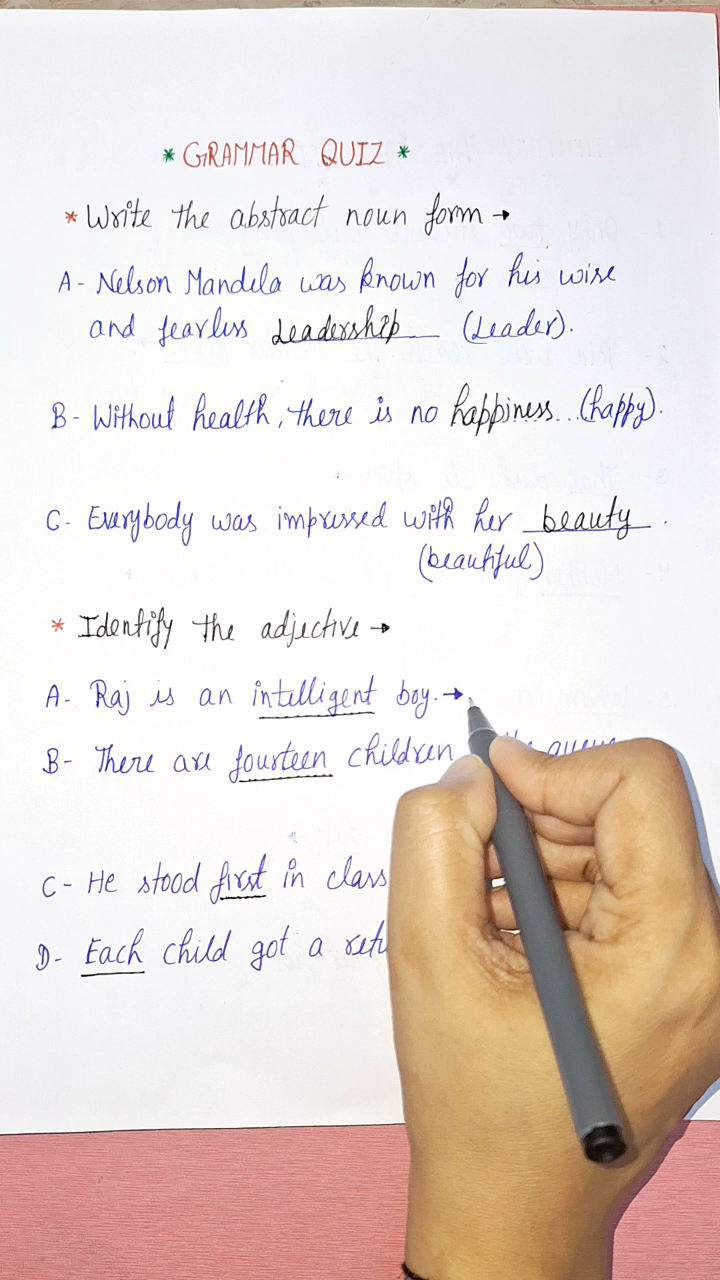 * GRAMMAR QUIZ *
* Write the abstract noun form →
A- Nelson Mandela was known for his wise
and fearless Leadership (Leader).
B- Without health, there is no happiness. (happy).
C- Everybody was impressed with her beauty.
(beautiful)
* Identify the adjective →
A- Raj is an intelligent boy. →
B- There are fourteen children
C- He stood first in class
D- Each child got a